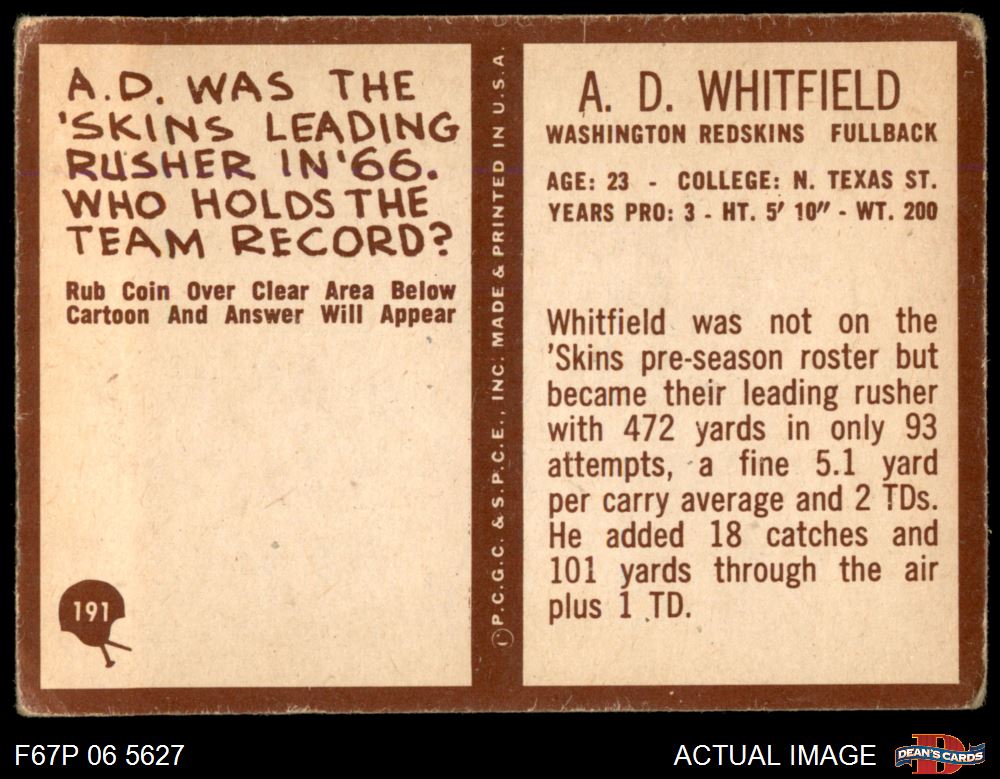 A.D. WAS THE
'SKINS LEADING
RUSHER IN '66.
WHO HOLDS THE
TEAM RECORD?
Rub Coin Over Clear Area Below
Cartoon And Answer Will Appear
191
©P.C.G.C. & S.P.C.E., INC. MADE & PRINTED IN U.S.A.
A. D. WHITFIELD
WASHINGTON REDSKINS FULLBACK
AGE: 23 - COLLEGE: N. TEXAS ST.
YEARS PRO: 3 - HT. 5' 10" - WT. 200
Whitfield was not on the
'Skins pre-season roster but
became their leading rusher
with 472 yards in only 93
attempts, a fine 5.1 yard
per carry average and 2 TDs.
He added 18 catches and
101 yards through the air
plus 1 TD.
F67P 06 5627
ACTUAL IMAGE
D
DEAN'S CARDS